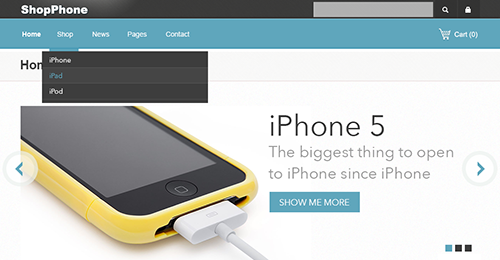 ShopPhone
Home Shop News Pages Contact Cart (0)
iPhone
iPad
iPod
iPhone 5
The biggest thing to open
to iPhone since iPhone
SHOW ME MORE